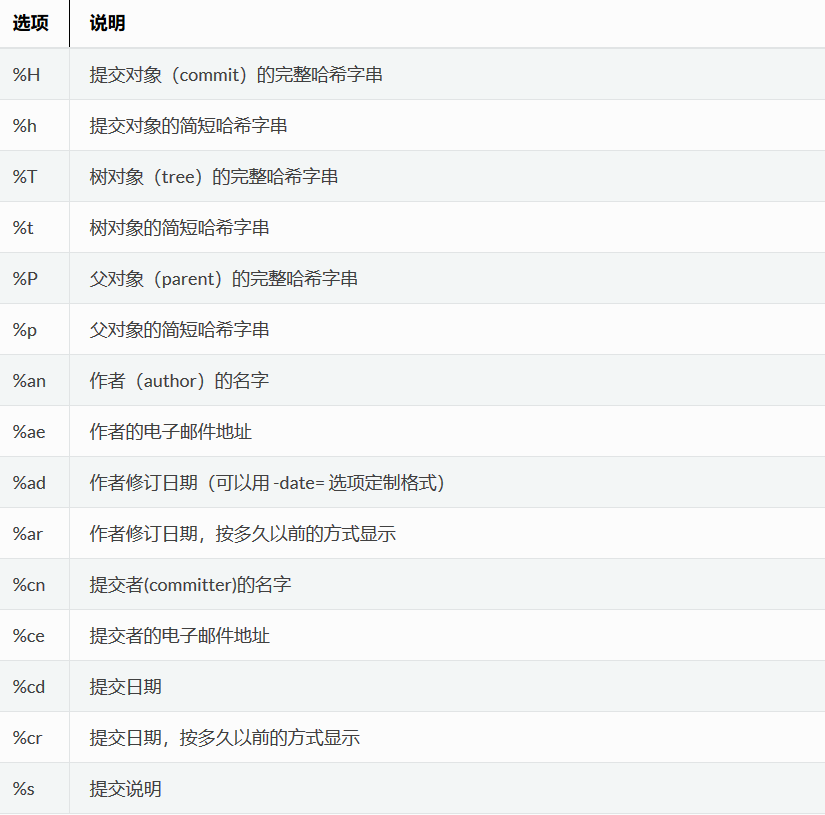 选项 说明
%H 提交对象（commit）的完整哈希字串
%h 提交对象的简短哈希字串
%T 树对象（tree）的完整哈希字串
%t 树对象的简短哈希字串
%P 父对象（parent）的完整哈希字串
%p 父对象的简短哈希字串
%an 作者（author）的名字
%ae 作者的电子邮件地址
%ad 作者修订日期（可以用 -date= 选项定制格式）
%ar 作者修订日期，按多久以前的方式显示
%cn 提交者(committer)的名字
%ce 提交者的电子邮件地址
%cd 提交日期
%cr 提交日期，按多久以前的方式显示
%s 提交说明